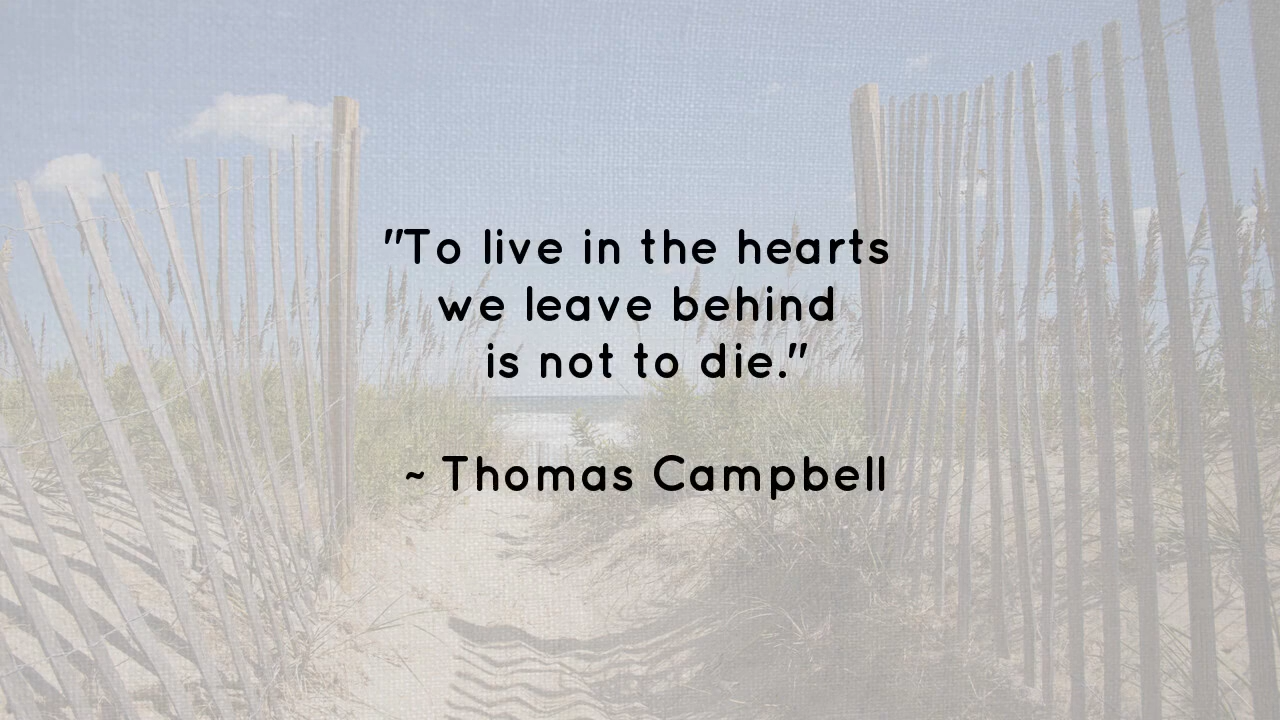 "To live in the hearts
we leave behind
is not to die."
~ Thomas Campbell